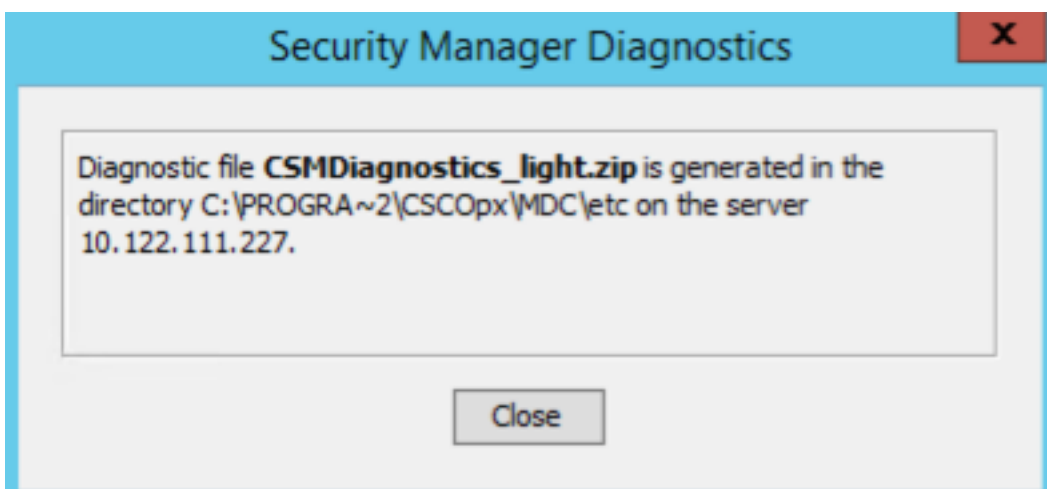 Security Manager Diagnostics
x
Diagnostic file CSMDiagnostics_light.zip is generated in the
directory C:\PROGRA~2\CSCOpx\MDC\etc on the server
10.122.111.227.
Close